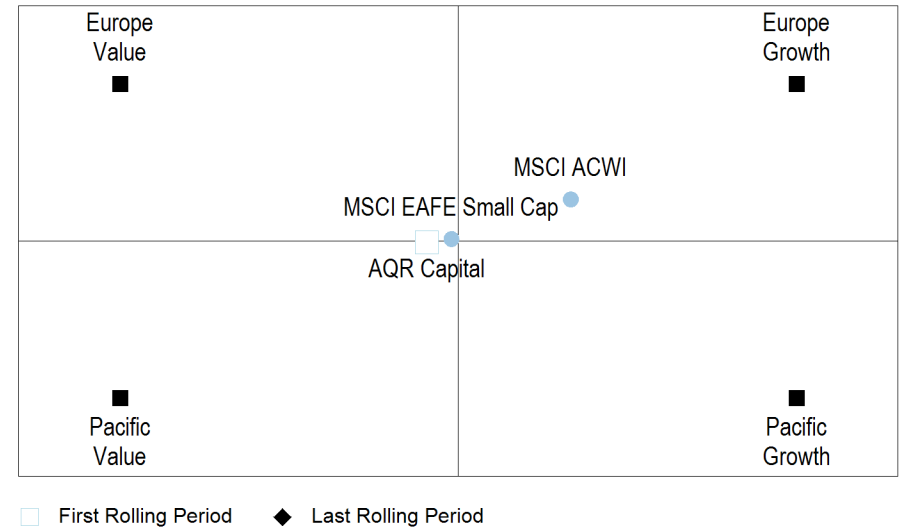 Europe
Value
Europe
Growth
MSCI ACWI
MSCI EAFE Small Cap
AQR Capital
Pacific
Value
Pacific
Growth
First Rolling Period
Last Rolling Period